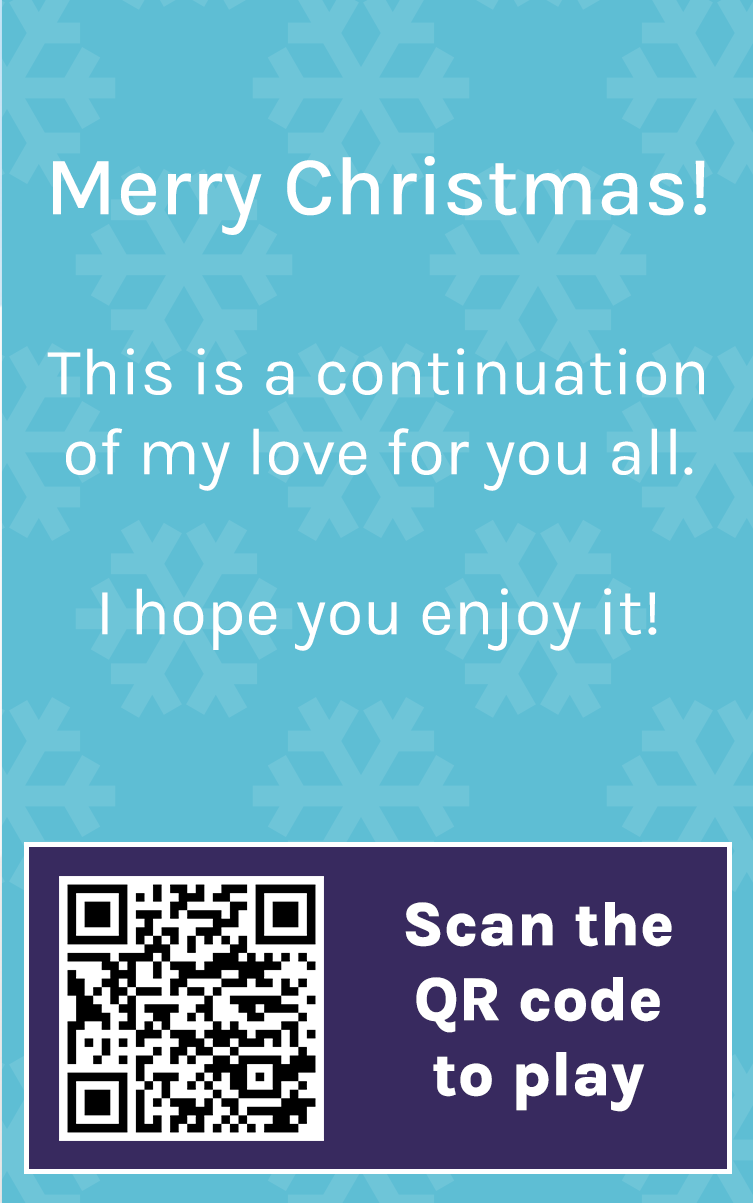 Merry Christmas!
This is a continuation
of my love for you all.
I hope you enjoy it!
Scan the
QR code
to play